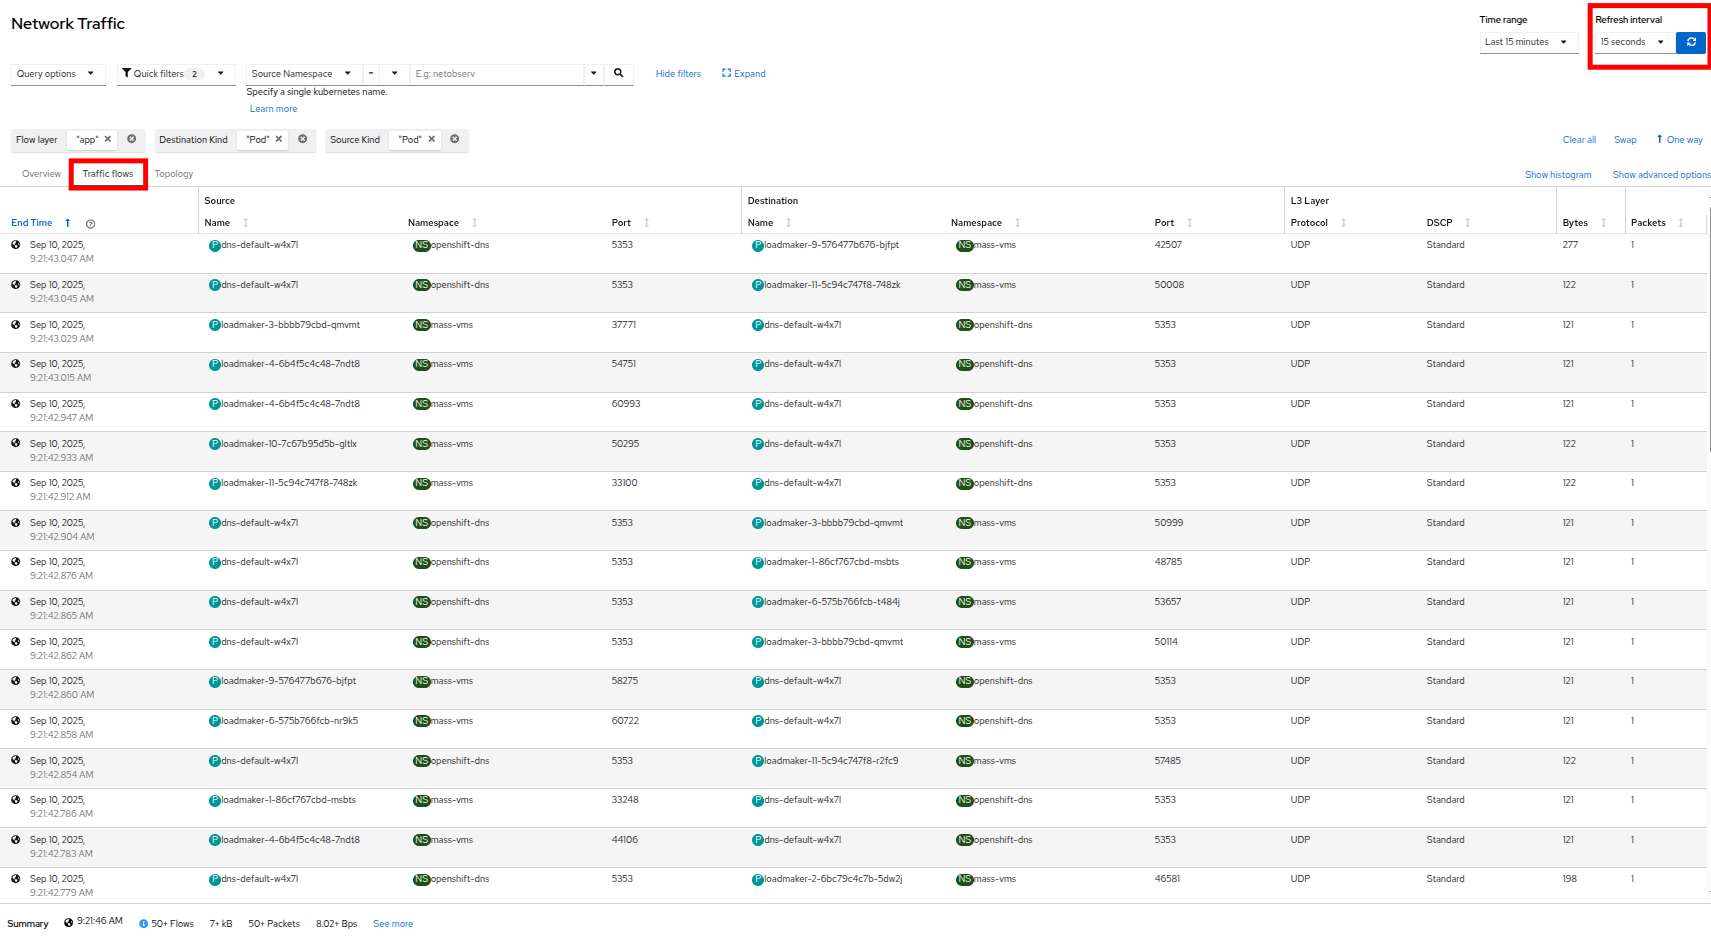 Network Traffic
Time range
Refresh interval
Last 15 minutes
15 seconds
Query options
Quick filters 2
Source Namespace
-
E.g: netobserv
Hide filters
Expand
Specify a single kubernetes name.
Learn more
Flow layer "app"
Destination Kind "Pod"
Source Kind "Pod"
Clear all
Swap
One way
Overview
Traffic flows
Topology
Show histogram
Show advanced options
Source
Destination
L3 Layer
End Time Name Namespace Port Name Namespace Port Protocol DSCP Bytes Packets
Sep 10, 2025, P dns-default-w4x7l NS openshift-dns 5353 P loadmaker-9-576477b676-bjfpt NS mass-vms 42507 UDP Standard 277 1
9:21:43.047 AM
Sep 10, 2025, P dns-default-w4x7l NS openshift-dns 5353 P loadmaker-11-5c94c747f8-748zk NS mass-vms 50008 UDP Standard 122 1
9:21:43.045 AM
Sep 10, 2025, P loadmaker-3-bbbb79cbd-qmvmt NS mass-vms 37771 P dns-default-w4x7l NS openshift-dns 5353 UDP Standard 121 1
9:21:43.029 AM
Sep 10, 2025, P loadmaker-4-6b4f5c4c48-7ndt8 NS mass-vms 54751 P dns-default-w4x7l NS openshift-dns 5353 UDP Standard 121 1
9:21:43.015 AM
Sep 10, 2025, P loadmaker-4-6b4f5c4c48-7ndt8 NS mass-vms 60993 P dns-default-w4x7l NS openshift-dns 5353 UDP Standard 121 1
9:21:42.947 AM
Sep 10, 2025, P loadmaker-10-7c67b95d5b-gltlx NS mass-vms 50295 P dns-default-w4x7l NS openshift-dns 5353 UDP Standard 122 1
9:21:42.933 AM
Sep 10, 2025, P loadmaker-11-5c94c747f8-748zk NS mass-vms 33100 P dns-default-w4x7l NS openshift-dns 5353 UDP Standard 122 1
9:21:42.912 AM
Sep 10, 2025, P dns-default-w4x7l NS openshift-dns 5353 P loadmaker-3-bbbb79cbd-qmvmt NS mass-vms 50999 UDP Standard 121 1
9:21:42.904 AM
Sep 10, 2025, P dns-default-w4x7l NS openshift-dns 5353 P loadmaker-1-86cf767cbd-msbts NS mass-vms 48785 UDP Standard 121 1
9:21:42.876 AM
Sep 10, 2025, P dns-default-w4x7l NS openshift-dns 5353 P loadmaker-6-575b766fcb-t484j NS mass-vms 53657 UDP Standard 121 1
9:21:42.865 AM
Sep 10, 2025, P dns-default-w4x7l NS openshift-dns 5353 P loadmaker-3-bbbb79cbd-qmvmt NS mass-vms 50114 UDP Standard 121 1
9:21:42.862 AM
Sep 10, 2025, P loadmaker-9-576477b676-bjfpt NS mass-vms 58275 P dns-default-w4x7l NS openshift-dns 5353 UDP Standard 121 1
9:21:42.860 AM
Sep 10, 2025, P loadmaker-6-575b766fcb-nr9k5 NS mass-vms 60722 P dns-default-w4x7l NS openshift-dns 5353 UDP Standard 121 1
9:21:42.858 AM
Sep 10, 2025, P dns-default-w4x7l NS openshift-dns 5353 P loadmaker-11-5c94c747f8-r2fc9 NS mass-vms 57485 UDP Standard 122 1
9:21:42.854 AM
Sep 10, 2025, P loadmaker-1-86cf767cbd-msbts NS mass-vms 33248 P dns-default-w4x7l NS openshift-dns 5353 UDP Standard 121 1
9:21:42.786 AM
Sep 10, 2025, P loadmaker-4-6b4f5c4c48-7ndt8 NS mass-vms 44106 P dns-default-w4x7l NS openshift-dns 5353 UDP Standard 121 1
9:21:42.783 AM
Sep 10, 2025, P dns-default-w4x7l NS openshift-dns 5353 P loadmaker-2-6bc79c4c7b-5dw2j NS mass-vms 46581 UDP Standard 198 1
9:21:42.779 AM
Summary 9:21:46 AM 50+ Flows 7+ kB 50+ Packets 8.02+ Bps See more